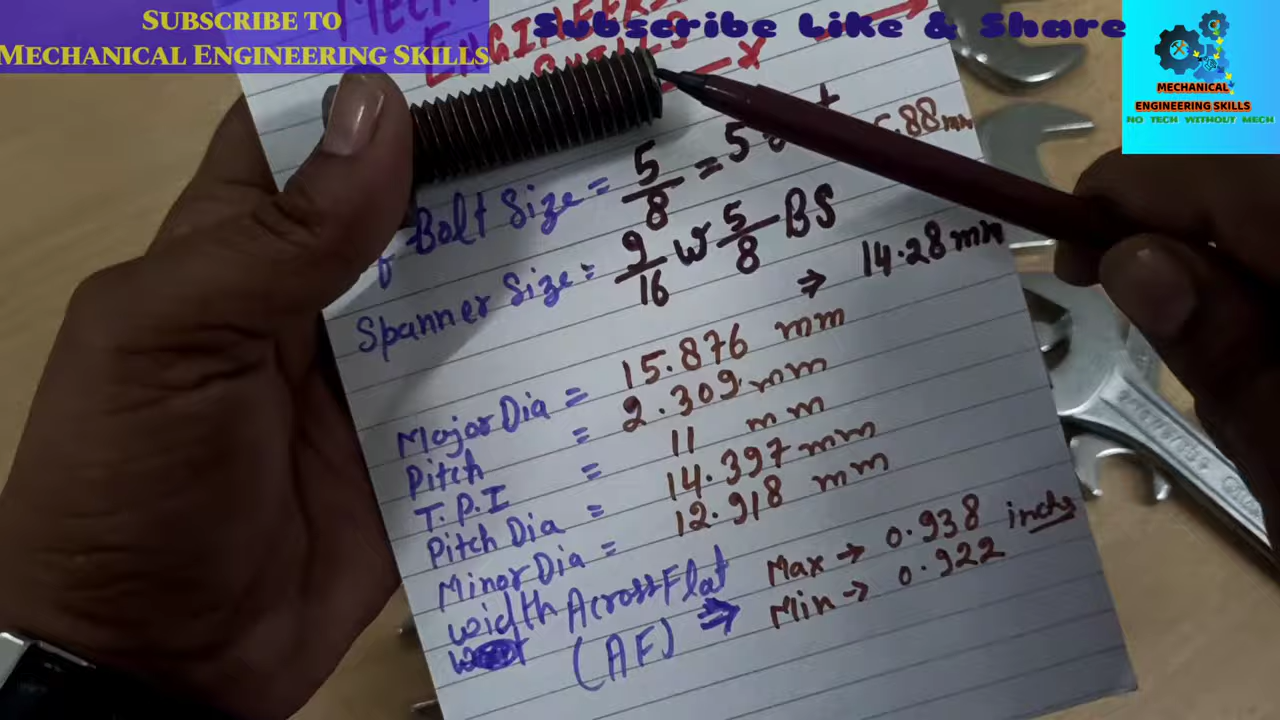 SUBSCRIBE TO
MECHANICAL ENGINEERING SKILLS
Subscribe Like & Share
MECHANICAL
ENGINEERING SKILLS
NO TECH WITHOUT MECH
Bolt Size = 5/8 = 5
.88mm
Spanner Size = 9/16 W 5/8 BS
⇒ 14.28 mm
Major Dia = 15.876 mm
Pitch = 2.309 mm
T.P.I = 11 mm
Pitch Dia = 14.397 mm
Minor Dia = 12.918 mm
Width Across Flat
(AF) ⇒
Max → 0.938 inchs
Min → 0.922